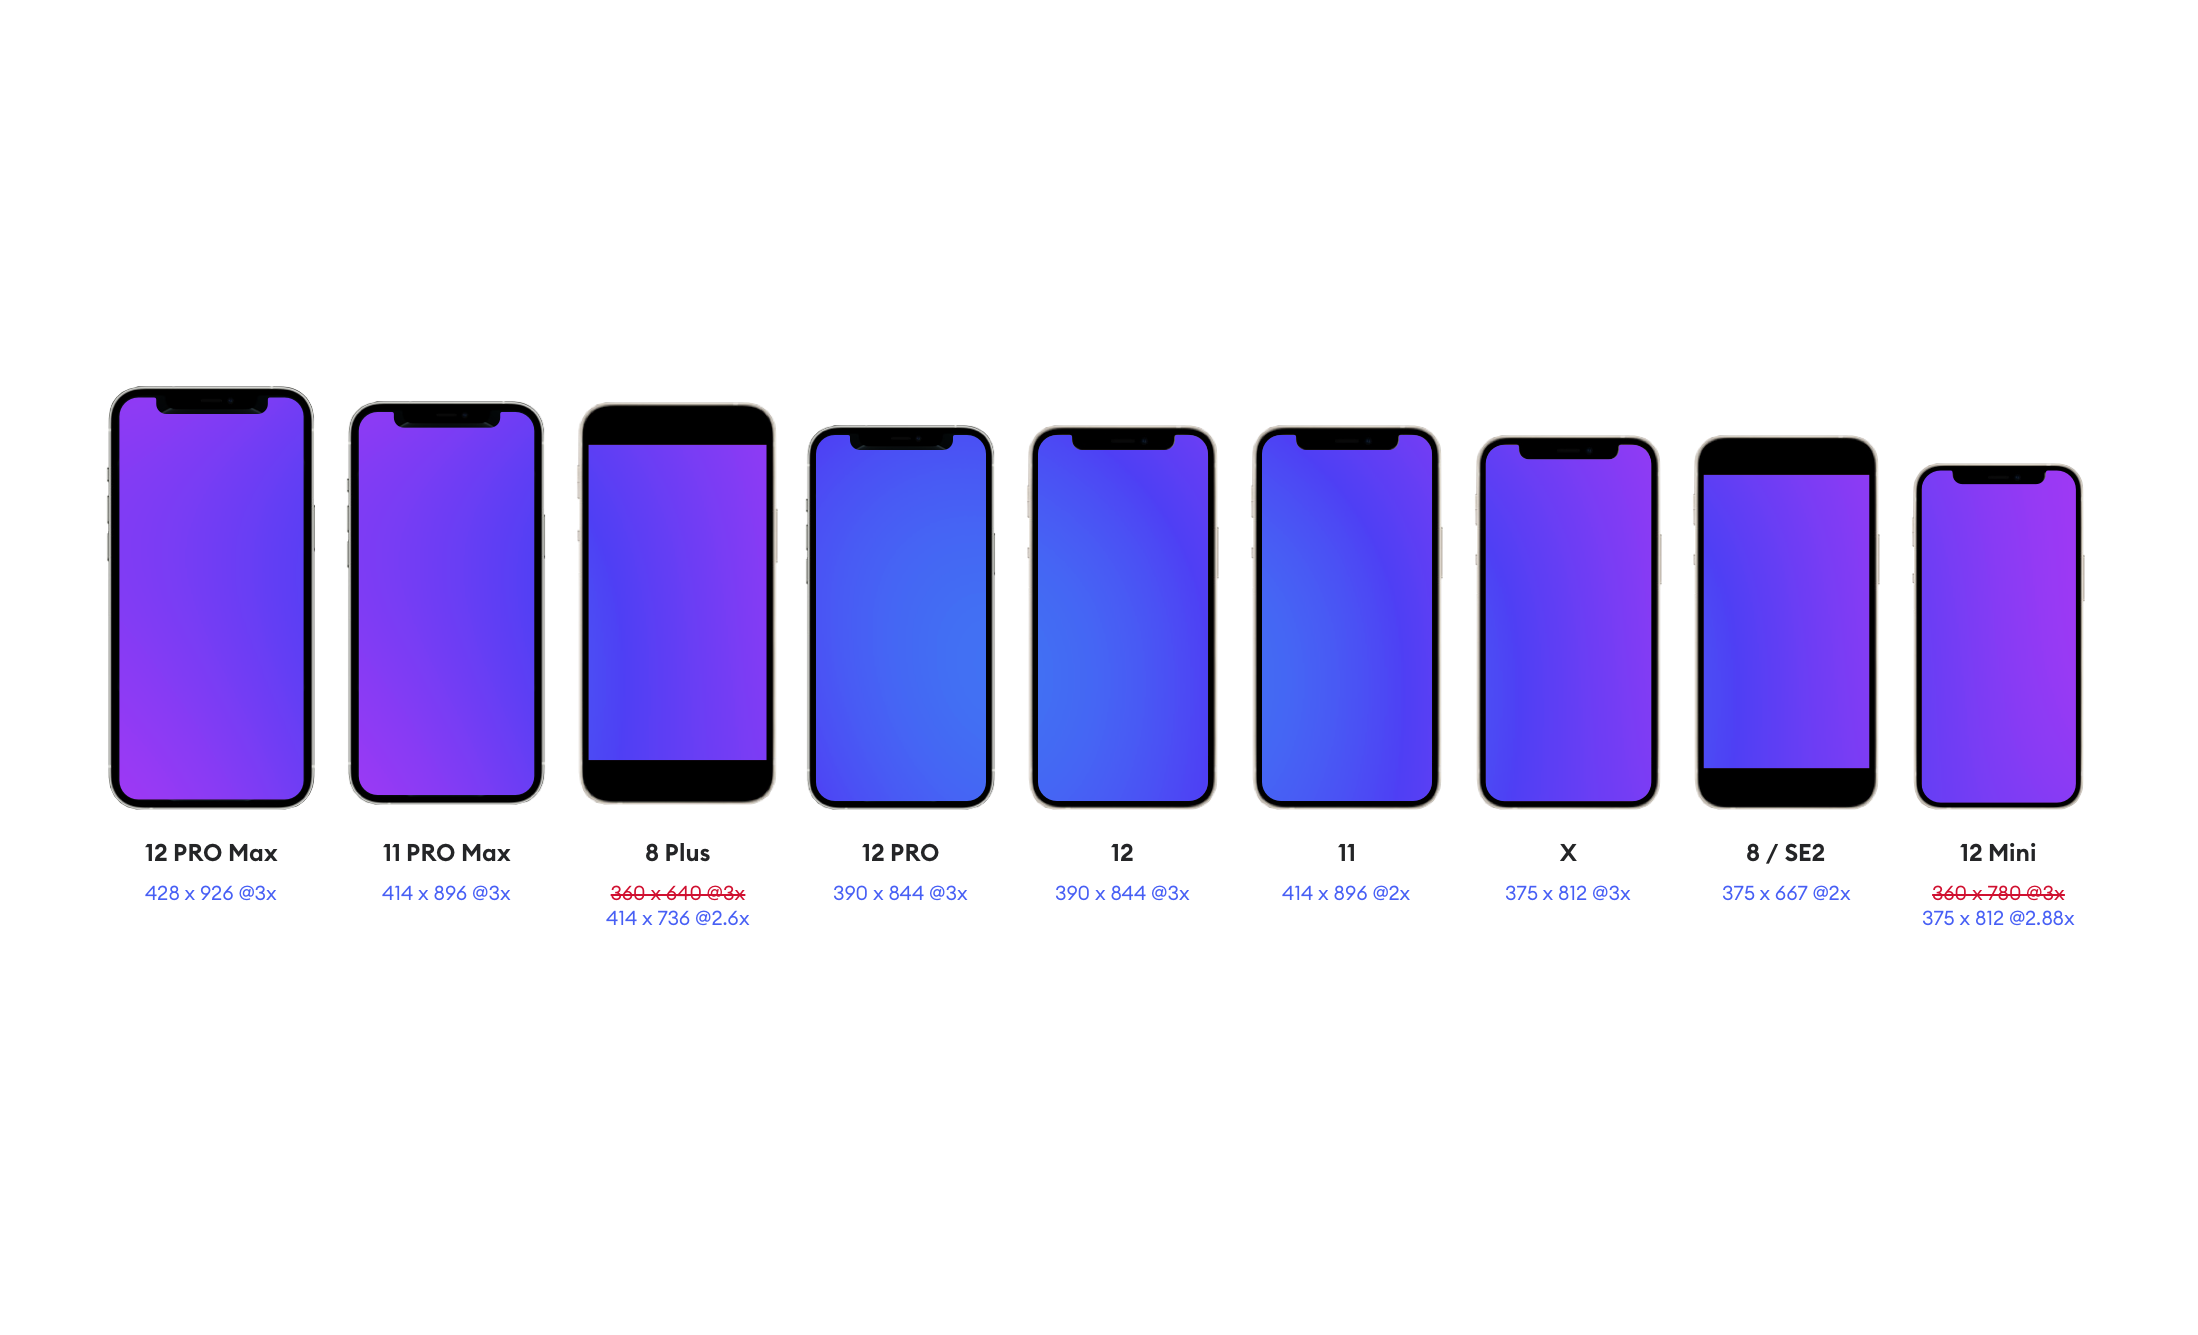 12 PRO Max
428 x 926 @3x
11 PRO Max
414 x 896 @3x
8 Plus
360 x 640 @3x
414 x 736 @2.6x
12 PRO
390 x 844 @3x
12
390 x 844 @3x
11
414 x 896 @2x
X
375 x 812 @3x
8 / SE2
375 x 667 @2x
12 Mini
360 x 780 @3x
375 x 812 @2.88x